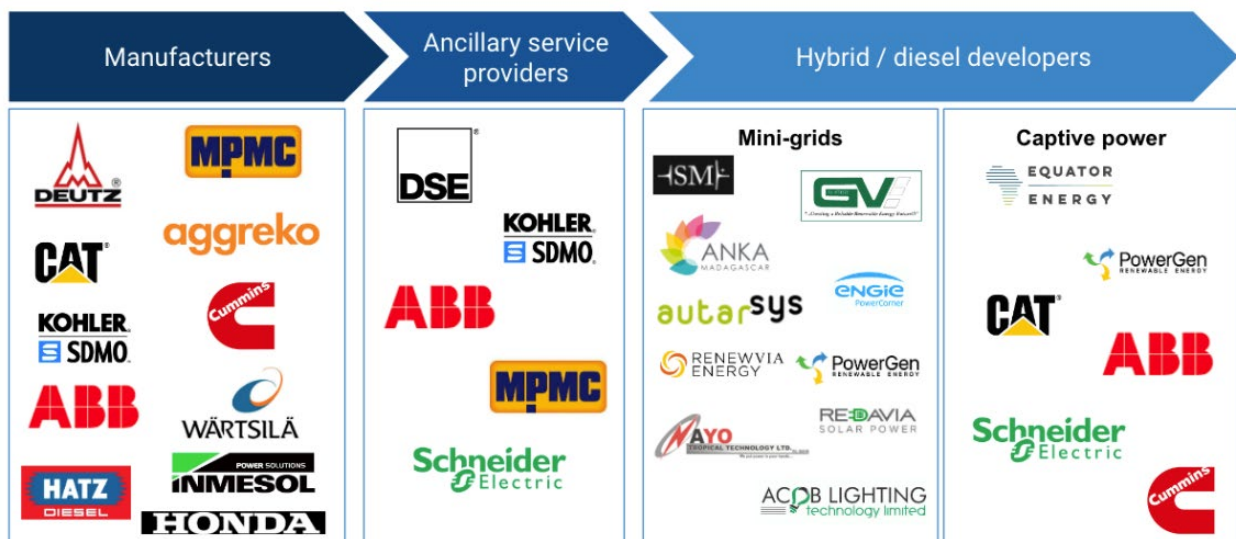 Manufacturers
Ancillary service
providers
Hybrid / diesel developers
DEUTZ®
MPMC
CAT®
aggreko
KOHLER®
SDMO®
Cummins
ABB
WÄRTSILÄ
HATZ
DIESEL
POWER SOLUTIONS
INMESOL
HONDA
DSE®
KOHLER®
SDMO®
ABB
MPMC
Schneider
Electric
Mini-grids
SM
GVE
ANKA
MADAGASCAR
autarsys
ENGIE
PowerCorner
RENEWVIA
ENERGY
PowerGen
RENEWABLE ENERGY
NAYO
TROPICAL TECHNOLOGY LTD.
REDAVIA
SOLAR POWER
ACOB LIGHTING
technology limited
Captive power
EQUATOR
ENERGY
PowerGen
RENEWABLE ENERGY
CAT®
ABB
Schneider
Electric
Cummins